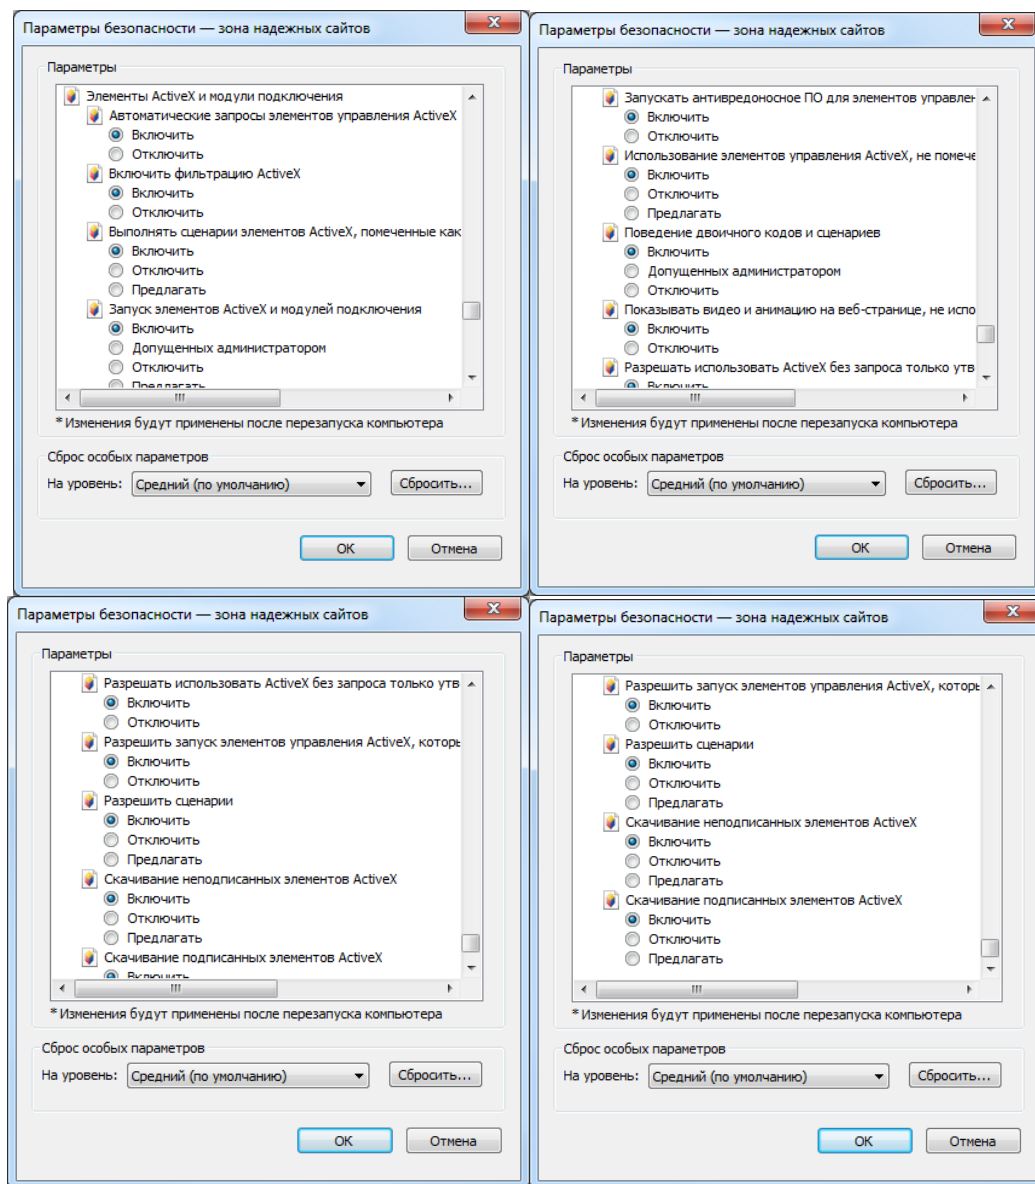 Параметры безопасности — зона надежных сайтов
Параметры
Элементы ActiveX и модули подключения
Автоматические запросы элементов управления ActiveX
Включить
Отключить
Включить фильтрацию ActiveX
Включить
Отключить
Выполнять сценарии элементов ActiveX, помеченные как
Включить
Отключить
Предлагать
Запуск элементов ActiveX и модулей подключения
Включить
Допущенных администратором
Отключить
Предлагать
* Изменения будут применены после перезапуска компьютера
Сброс особых параметров
На уровень: Средний (по умолчанию) Сбросить...
ОК Отмена
Параметры безопасности — зона надежных сайтов
Параметры
Запускать антивредоносное ПО для элементов управлен
Включить
Отключить
Использование элементов управления ActiveX, не помече
Включить
Отключить
Предлагать
Поведение двоичного кодов и сценариев
Включить
Допущенных администратором
Отключить
Показывать видео и анимацию на веб-странице, не испо
Включить
Отключить
Разрешать использовать ActiveX без запроса только утв
Включить
* Изменения будут применены после перезапуска компьютера
Сброс особых параметров
На уровень: Средний (по умолчанию) Сбросить...
ОК Отмена
Параметры безопасности — зона надежных сайтов
Параметры
Разрешать использовать ActiveX без запроса только утв
Включить
Отключить
Разрешить запуск элементов управления ActiveX, которь
Включить
Отключить
Разрешить сценарии
Включить
Отключить
Предлагать
Скачивание неподписанных элементов ActiveX
Включить
Отключить
Предлагать
Скачивание подписанных элементов ActiveX
Включить
* Изменения будут применены после перезапуска компьютера
Сброс особых параметров
На уровень: Средний (по умолчанию) Сбросить...
ОК Отмена
Параметры безопасности — зона надежных сайтов
Параметры
Разрешить запуск элементов управления ActiveX, которь
Включить
Отключить
Разрешить сценарии
Включить
Отключить
Предлагать
Скачивание неподписанных элементов ActiveX
Включить
Отключить
Предлагать
Скачивание подписанных элементов ActiveX
Включить
Отключить
Предлагать
* Изменения будут применены после перезапуска компьютера
Сброс особых параметров
На уровень: Средний (по умолчанию) Сбросить...
ОК Отмена